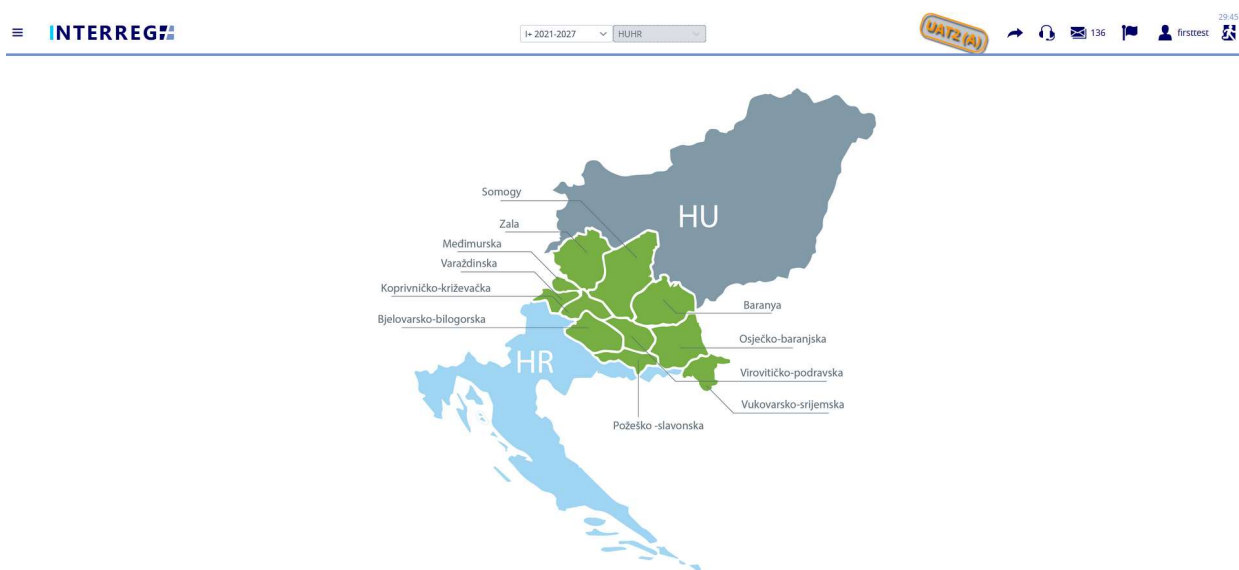 INTERREG+
I+ 2021-2027
HUHR
UAT2 (A)
136
firsttest
29:45
Somogy
HU
Zala
Međimurska
Varaždinska
Koprivničko-križevačka
Baranya
Bjelovarsko-bilogorska
Osječko-baranjska
HR
Virovitičko-podravska
Vukovarsko-srijemska
Požeško -slavonska